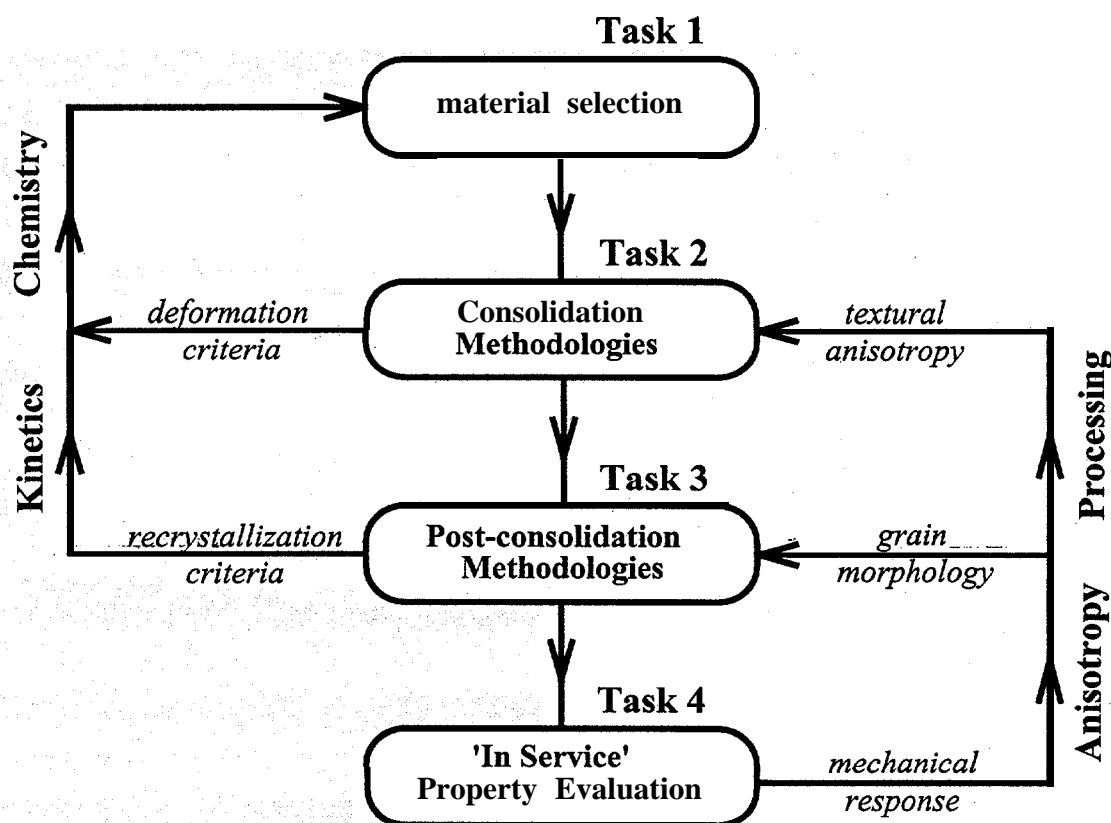 Task 1
material selection
Chemistry
Task 2
Consolidation
Methodologies
deformation
criteria
textural
anisotropy
Kinetics
Processing
Task 3
Post-consolidation
Methodologies
recrystallization
criteria
grain
morphology
Anisotropy
Task 4
'In Service'
Property Evaluation
mechanical
response